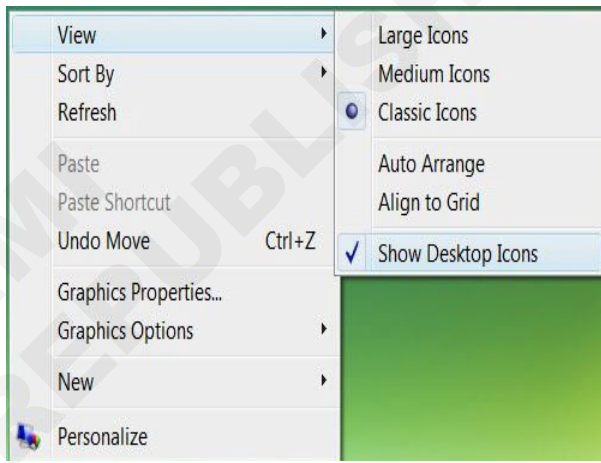 View
Sort By
Refresh
Paste
Paste Shortcut
Undo Move Ctrl+Z
Graphics Properties...
Graphics Options
New
Personalize
Large Icons
Medium Icons
Classic Icons
Auto Arrange
Align to Grid
Show Desktop Icons
REPUBLISH